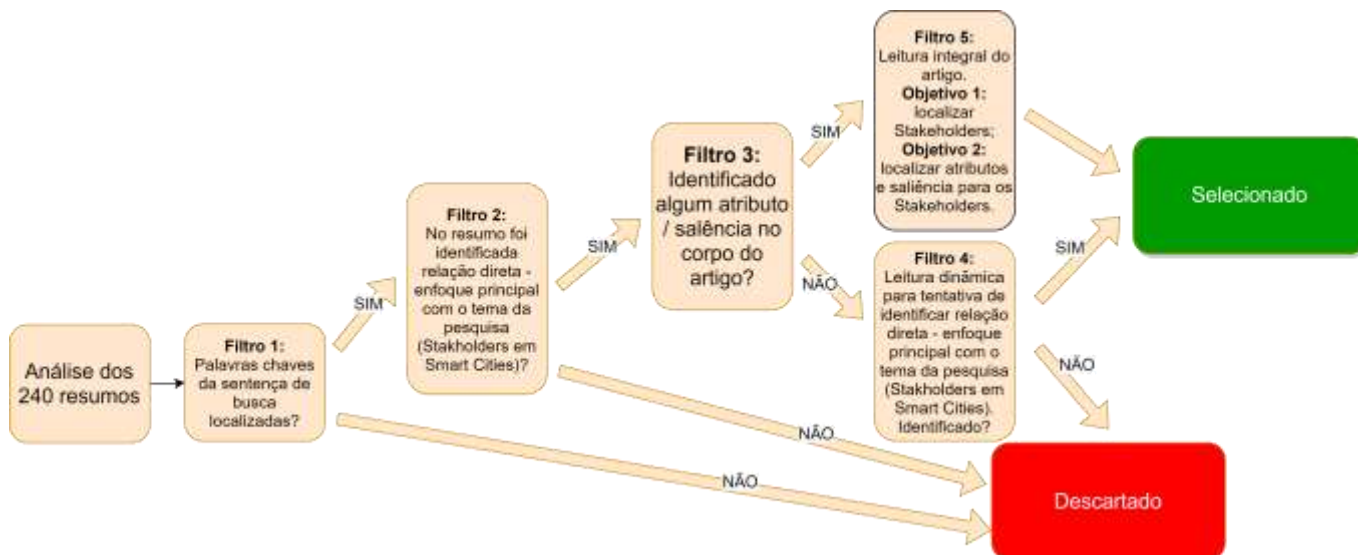 Análise dos
240 resumos
Filtro 1:
Palavras chaves
da sentença de
busca
localizadas?
SIM
NÃO
Filtro 2:
No resumo foi
identificada
relação direta -
enfoque principal
com o tema da
pesquisa
(Stakholders em
Smart Cities)?
SIM
NÃO
Filtro 3:
Identificado
algum atributo
/ salência no
corpo do
artigo?
SIM
NÃO
Filtro 5:
Leitura integral do
artigo.
Objetivo 1:
localizar
Stakeholders;
Objetivo 2:
localizar atributos
e saliência para os
Stakeholders.
Filtro 4:
Leitura dinâmica
para tentativa de
identificar relação
direta - enfoque
principal com o
tema da pesquisa
(Stakholders em
Smart Cities).
Identificado?
SIM
NÃO
Selecionado
Descartado